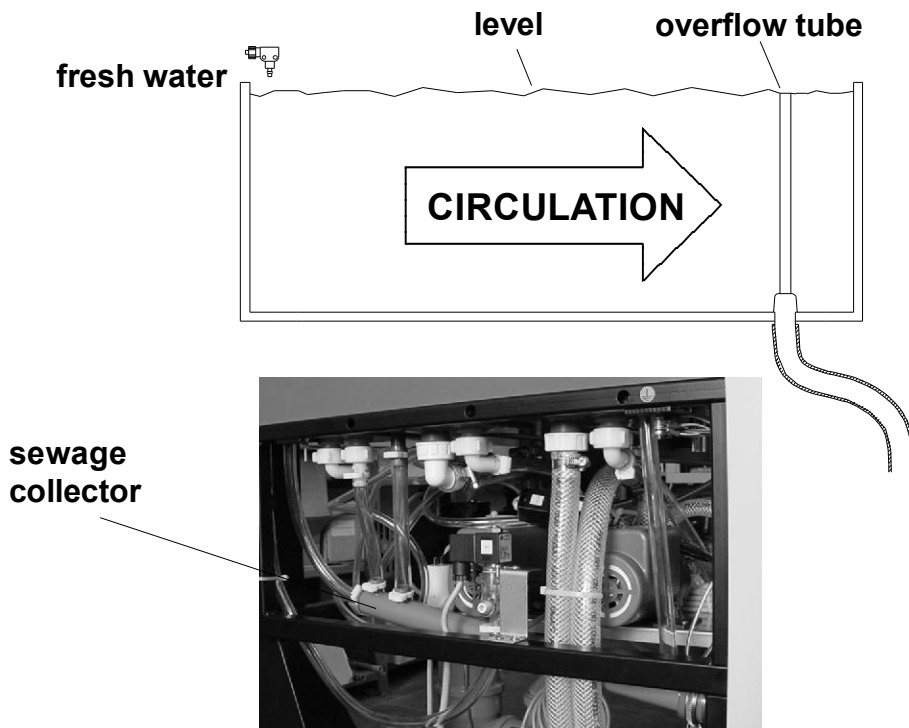 level
overflow tube
fresh water
CIRCULATION
sewage
collector